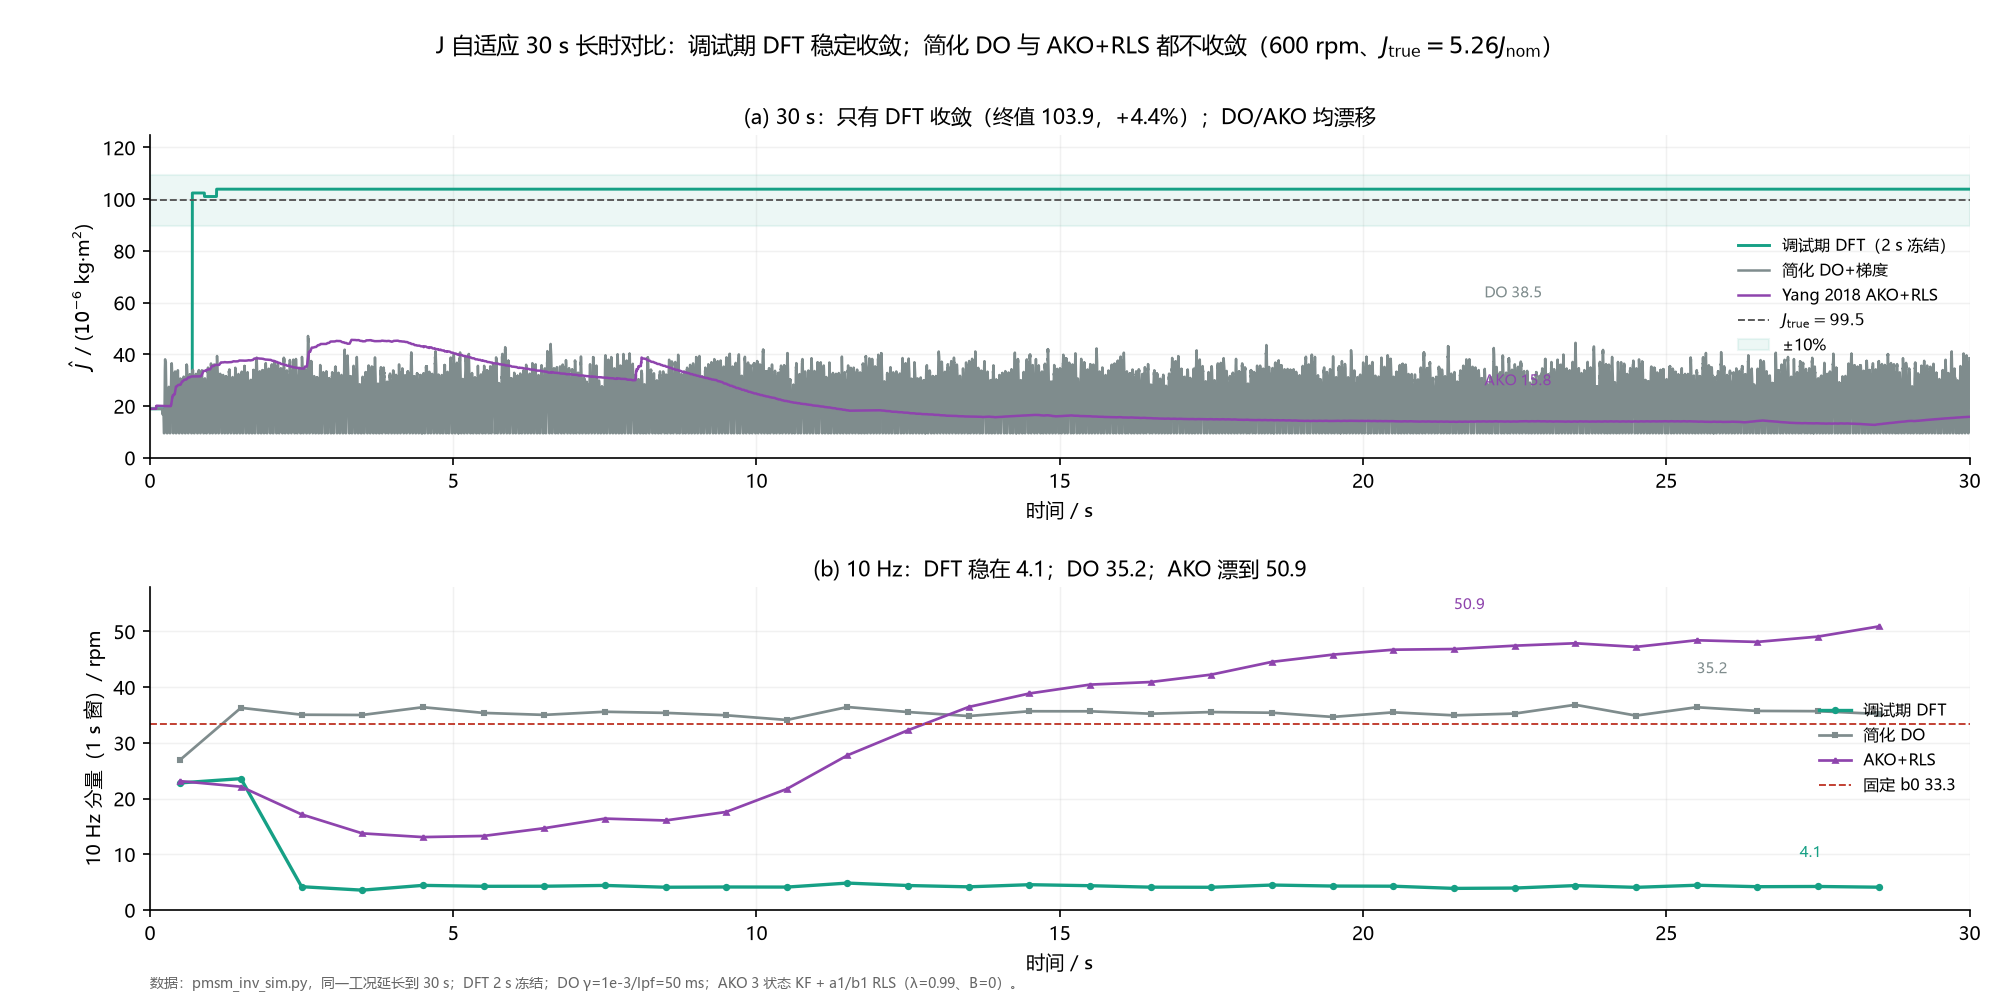 J 自适应 30 s 长时对比：调试期 DFT 稳定收敛；简化 DO 与 AKO+RLS 都不收敛（600 rpm、J_true = 5.26J_nom）
(a) 30 s：只有 DFT 收敛（终值 103.9，+4.4%）；DO/AKO 均漂移
Ĵ / (10⁻⁶ kg·m²)
120
100
80
60
40
20
0
调试期 DFT（2 s 冻结）
简化 DO+梯度
Yang 2018 AKO+RLS
J_true = 99.5
±10%
DO 38.5
AKO 15.8
0 5 10 15 20 25 30
时间 / s
(b) 10 Hz：DFT 稳在 4.1；DO 35.2；AKO 漂到 50.9
10 Hz 分量（1 s 窗）/ rpm
50
40
30
20
10
0
50.9
35.2
4.1
调试期 DFT
简化 DO
AKO+RLS
固定 b0 33.3
0 5 10 15 20 25 30
时间 / s
数据：pmsm_inv_sim.py，同一工况延长到 30 s；DFT 2 s 冻结；DO γ=1e-3/lpf=50 ms；AKO 3 状态 KF + a1/b1 RLS（λ=0.99、B=0）。